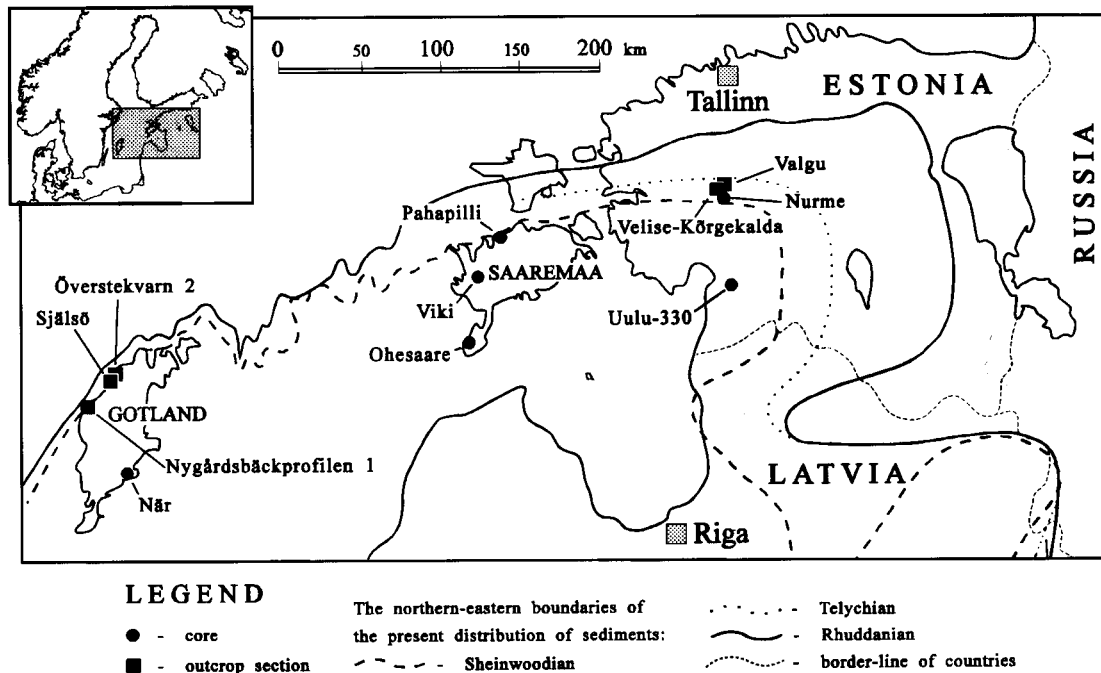 0 50 100 150 200 km
ESTONIA
Tallinn
RUSSIA
Valgu
Nurme
Velise-Kõrgekalda
Pahapilli
SAAREMAA
Viki
Uulu-330
Ohesaare
Överstekvarn 2
Själsö
GOTLAND
Nygårdsbäckprofilen 1
När
LATVIA
Riga
LEGEND
- core
- outcrop section
The northern-eastern boundaries of
the present distribution of sediments:
- Sheinwoodian
- Telychian
- Rhuddanian
- border-line of countries